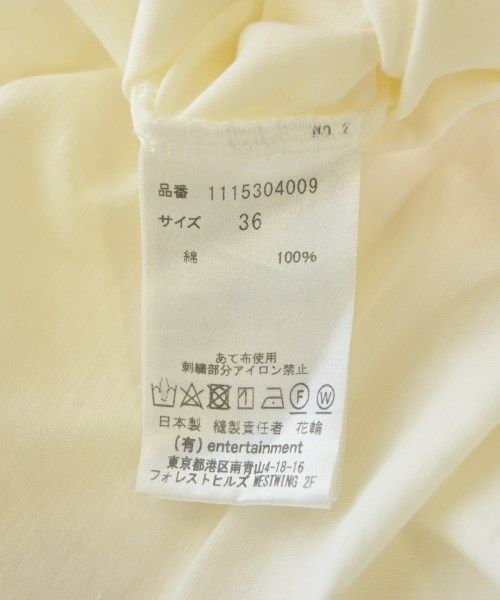 NO 2
品番 1115304009
サイズ 36
綿 100%
あて布使用
刺繍部分アイロン禁止
F W
日本製 縫製責任者 花輪
(有) entertainment
東京都港区南青山4-18-16
フォレストヒルズ WESTWING 2F